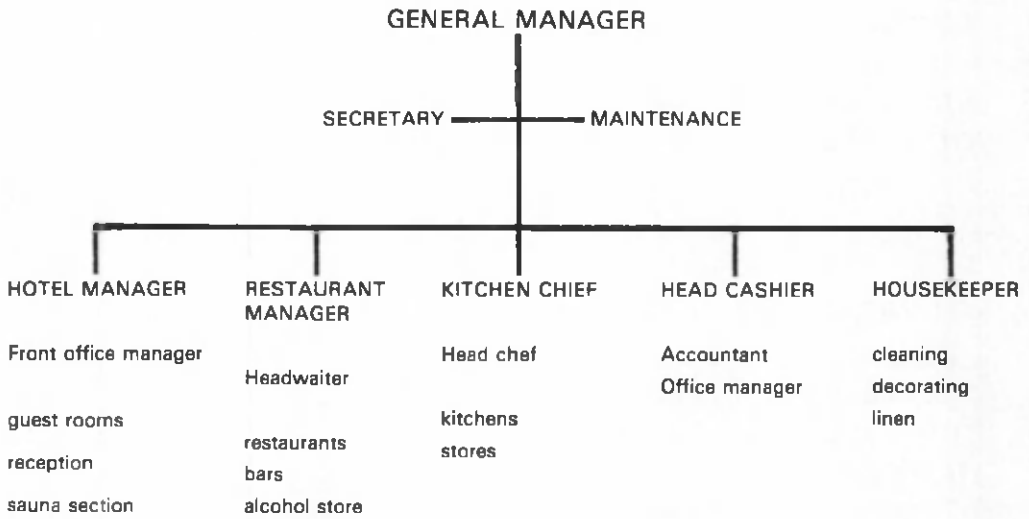 GENERAL MANAGER
SECRETARY
MAINTENANCE
HOTEL MANAGER
Front office manager
guest rooms
reception
sauna section
RESTAURANT
MANAGER
Headwaiter
restaurants
bars
alcohol store
KITCHEN CHIEF
Head chef
kitchens
stores
HEAD CASHIER
Accountant
Office manager
HOUSEKEEPER
cleaning
decorating
linen